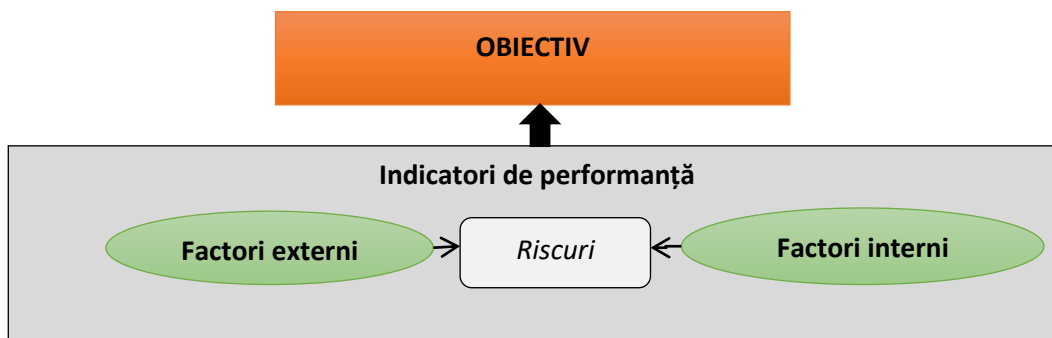 OBIECTIV
Indicatori de performanță
Factori externi
Riscuri
Factori interni